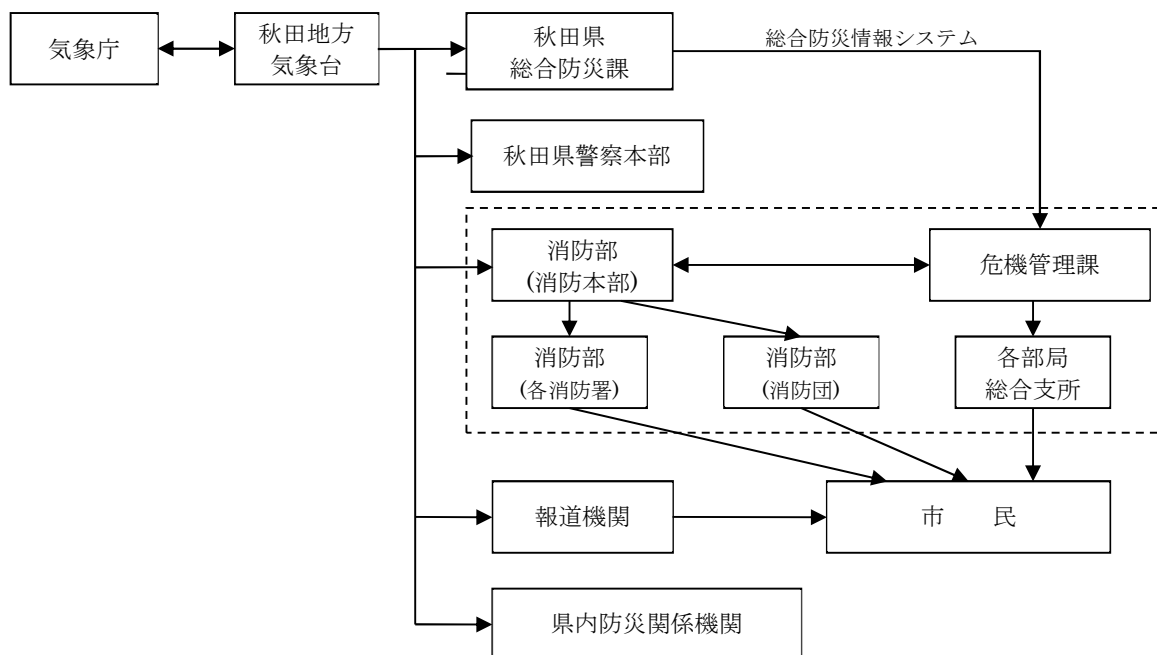 気象庁
秋田地方
気象台
秋田県
総合防災課
総合防災情報システム
秋田県警察本部
消防部
(消防本部)
危機管理課
消防部
(各消防署)
消防部
(消防団)
各部局
総合支所
報道機関
市　　民
県内防災関係機関